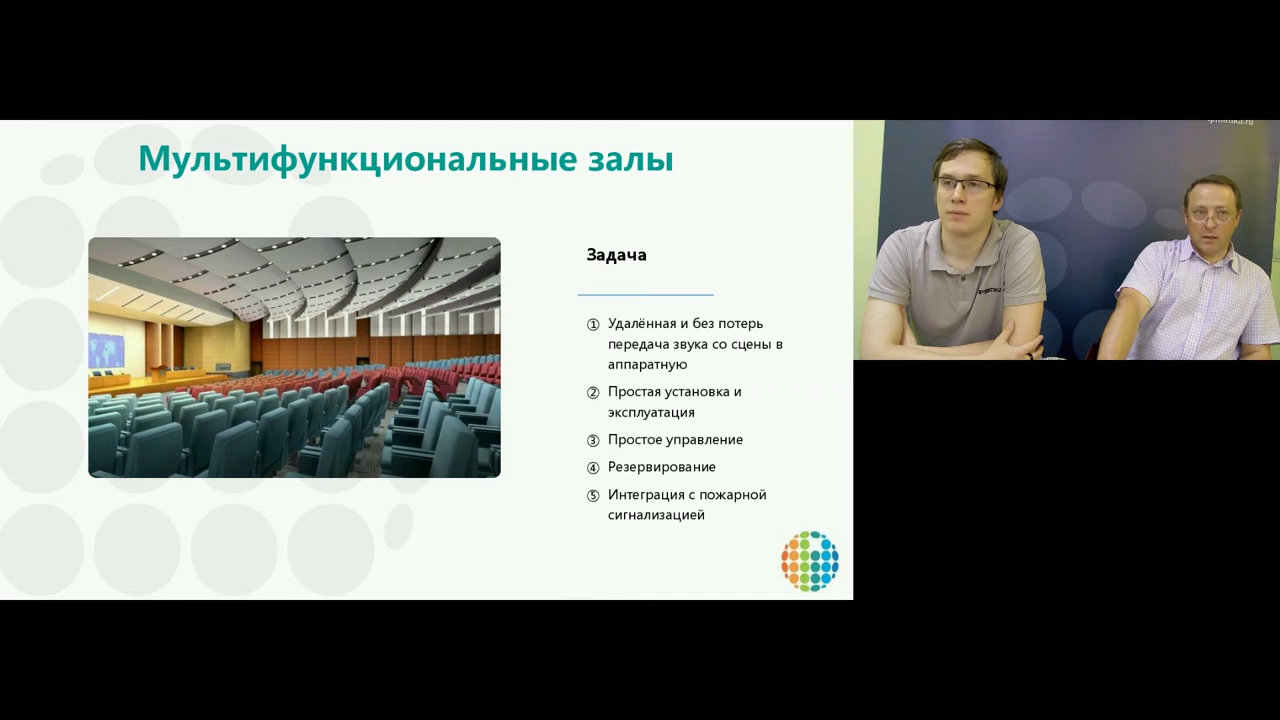 Мультифункциональные залы
Задача
① Удалённая и без потерь
передача звука со сцены в
аппаратную
② Простая установка и
эксплуатация
③ Простое управление
④ Резервирование
⑤ Интеграция с пожарной
сигнализацией